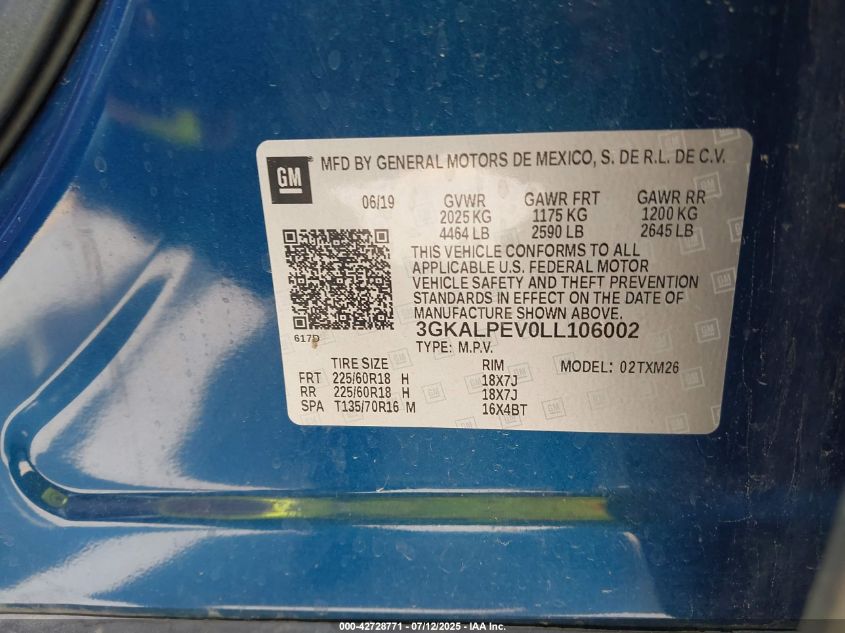 GM MFD BY GENERAL MOTORS DE MEXICO, S. DE R.L. DE C.V.
06/19 GVWR GAWR FRT GAWR RR
2025 KG 1175 KG 1200 KG
4464 LB 2590 LB 2645 LB
THIS VEHICLE CONFORMS TO ALL
APPLICABLE U.S. FEDERAL MOTOR
VEHICLE SAFETY AND THEFT PREVENTION
STANDARDS IN EFFECT ON THE DATE OF
MANUFACTURE SHOWN ABOVE.
617D 3GKALPEV0LL106002
TYPE: M.P.V.
TIRE SIZE RIM MODEL: 02TXM26
FRT 225/60R18 H 18X7J
RR 225/60R18 H 18X7J
SPA T135/70R16 M 16X4BT
000-42728771 - 07/12/2025 - IAA Inc.